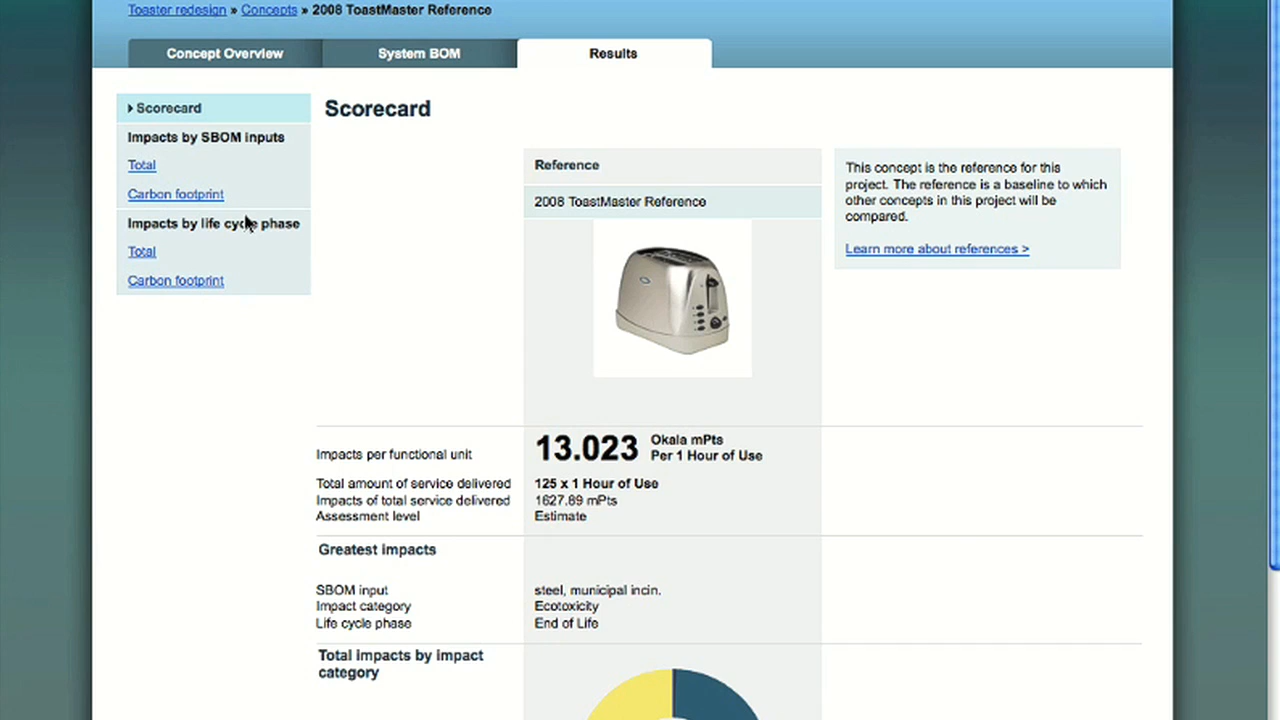 Toaster redesign » Concepts » 2008 ToastMaster Reference
Concept Overview
System BOM
Results
Scorecard
Impacts by SBOM inputs
Total
Carbon footprint
Impacts by life cycle phase
Total
Carbon footprint
Scorecard
Reference
2008 ToastMaster Reference
This concept is the reference for this
project. The reference is a baseline to which
other concepts in this project will be
compared.
Learn more about references >
Impacts per functional unit
13.023
Okala mPts
Per 1 Hour of Use
Total amount of service delivered
125 x 1 Hour of Use
Impacts of total service delivered
1627.89 mPts
Assessment level
Estimate
Greatest impacts
SBOM input
steel, municipal incin.
Impact category
Ecotoxicity
Life cycle phase
End of Life
Total impacts by impact
category